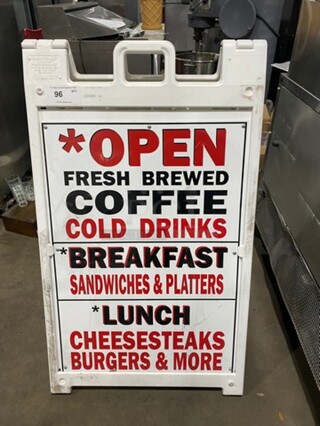 96
*OPEN
FRESH BREWED
COFFEE
COLD DRINKS
*BREAKFAST
SANDWICHES & PLATTERS
*LUNCH
CHEESESTEAKS
BURGERS & MORE